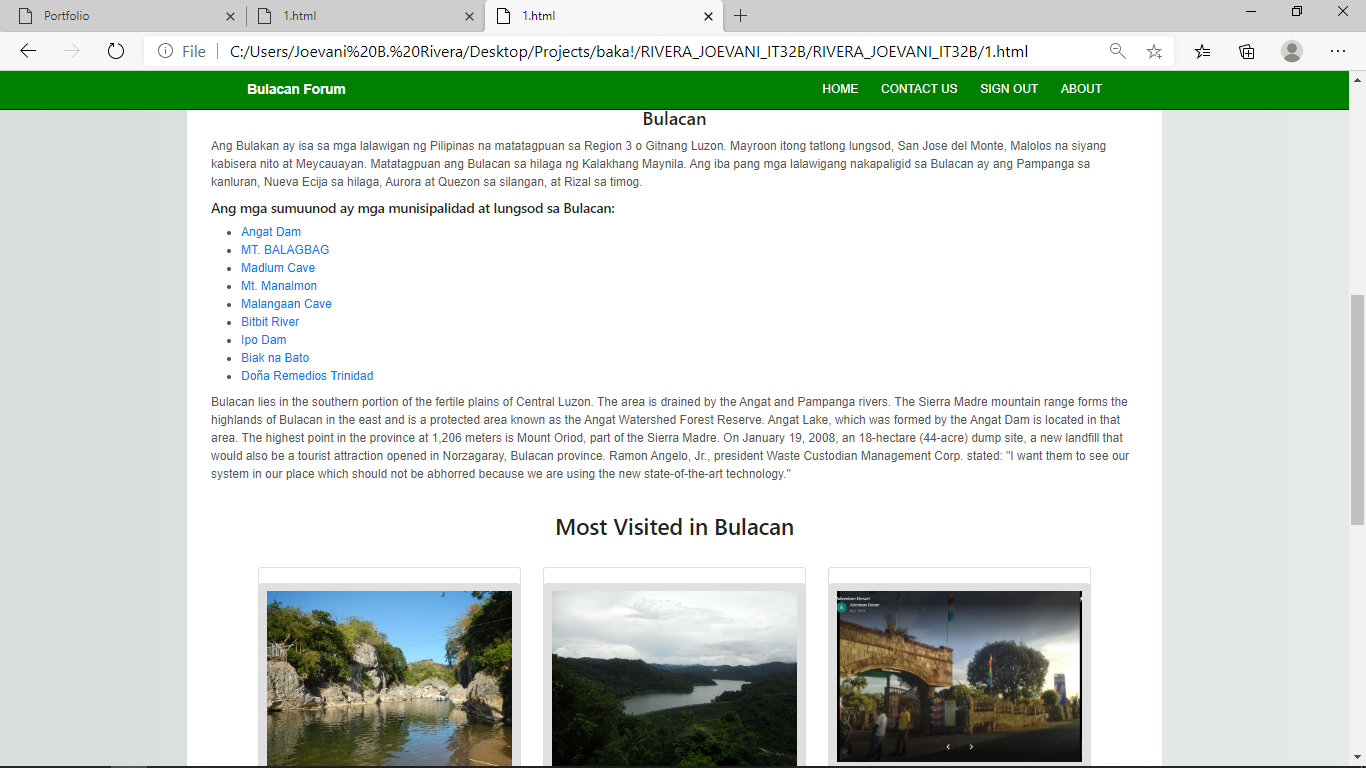 Portfolio
1.html
1.html
File
C:/Users/Joevani%20B.%20Rivera/Desktop/Projects/baka!/RIVERA_JOEVANI_IT32B/RIVERA_JOEVANI_IT32B/1.html
Bulacan Forum
HOME
CONTACT US
SIGN OUT
ABOUT
Bulacan
Ang Bulakan ay isa sa mga lalawigan ng Pilipinas na matatagpuan sa Region 3 o Gitnang Luzon. Mayroon itong tatlong lungsod, San Jose del Monte, Malolos na siyang
kabisera nito at Meycauayan. Matatagpuan ang Bulacan sa hilaga ng Kalakhang Maynila. Ang iba pang mga lalawigang nakapaligid sa Bulacan ay ang Pampanga sa
kanluran, Nueva Ecija sa hilaga, Aurora at Quezon sa silangan, at Rizal sa timog.
Ang mga sumuunod ay mga munisipalidad at lungsod sa Bulacan:
Angat Dam
MT. BALAGBAG
Madlum Cave
Mt. Manalmon
Malangaan Cave
Bitbit River
Ipo Dam
Biak na Bato
Doña Remedios Trinidad
Bulacan lies in the southern portion of the fertile plains of Central Luzon. The area is drained by the Angat and Pampanga rivers. The Sierra Madre mountain range forms the
highlands of Bulacan in the east and is a protected area known as the Angat Watershed Forest Reserve. Angat Lake, which was formed by the Angat Dam is located in that
area. The highest point in the province at 1,206 meters is Mount Oriod, part of the Sierra Madre. On January 19, 2008, an 18-hectare (44-acre) dump site, a new landfill that
would also be a tourist attraction opened in Norzagaray, Bulacan province. Ramon Angelo, Jr., president Waste Custodian Management Corp. stated: "I want them to see our
system in our place which should not be abhorred because we are using the new state-of-the-art technology."
Most Visited in Bulacan
Adventure Resort
A
Adventure Resort